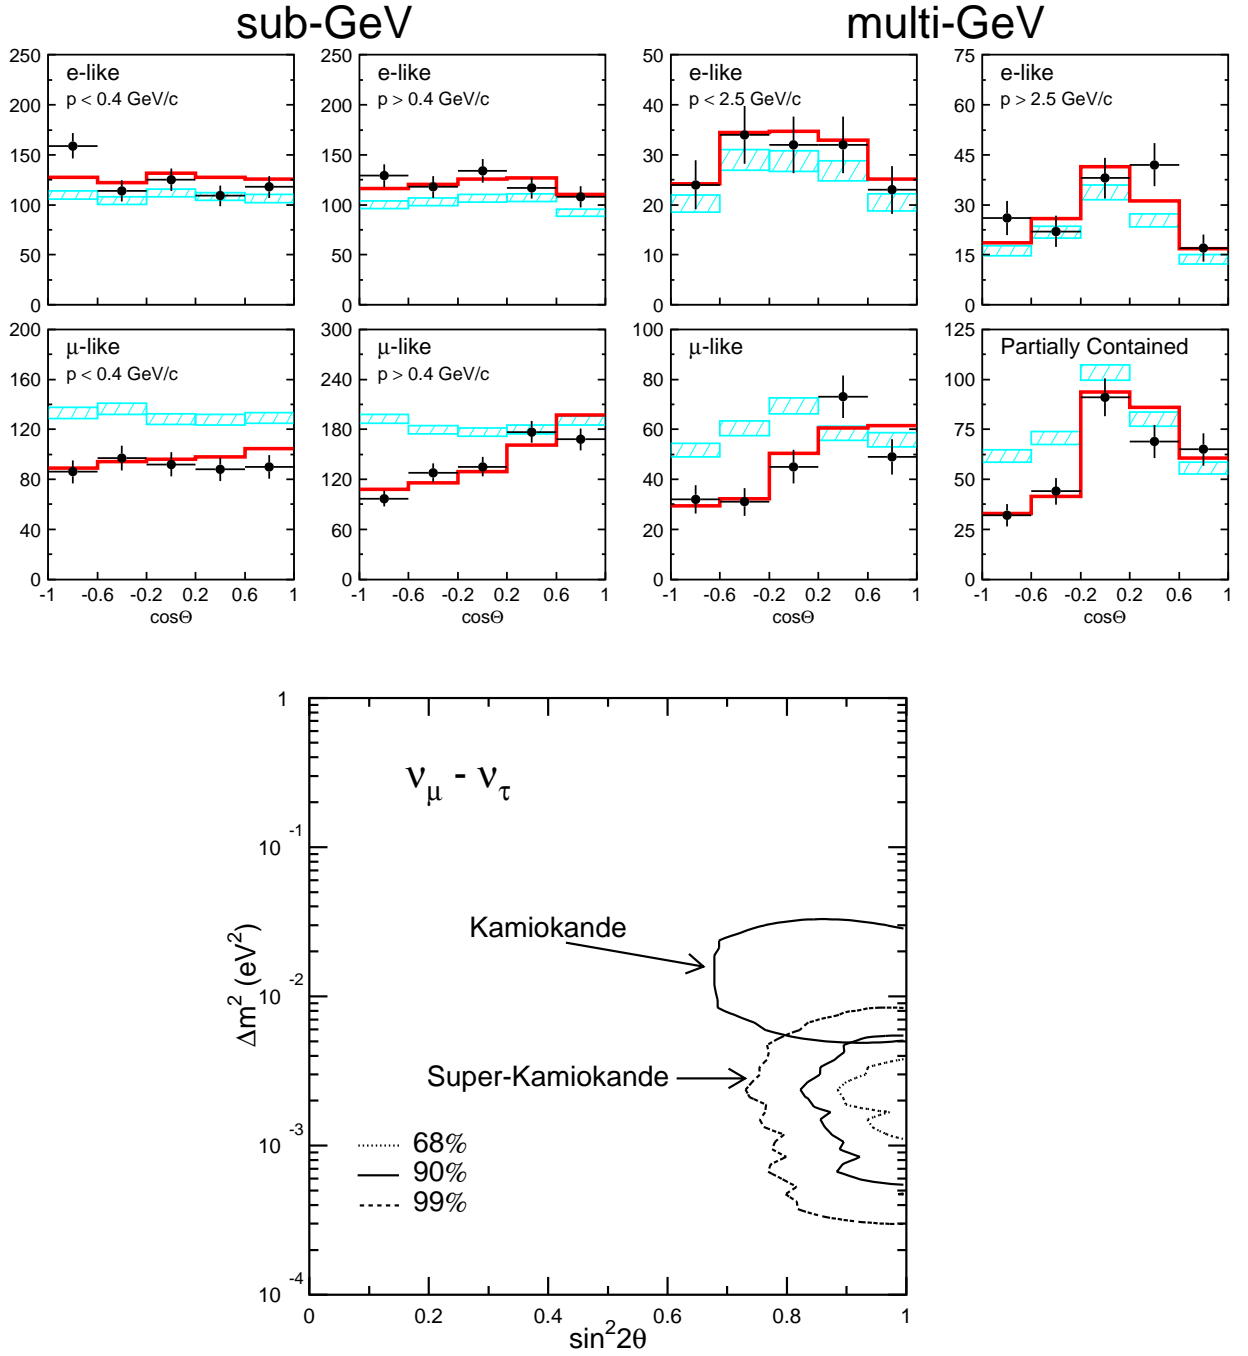 sub-GeV multi-GeV
e-like
p < 0.4 GeV/c
250
200
150
100
50
0
e-like
p > 0.4 GeV/c
250
200
150
100
50
0
e-like
p < 2.5 GeV/c
50
40
30
20
10
0
e-like
p > 2.5 GeV/c
75
60
45
30
15
0
μ-like
p < 0.4 GeV/c
200
160
120
80
40
0
-1 -0.6 -0.2 0.2 0.6 1
cosΘ
μ-like
p > 0.4 GeV/c
300
240
180
120
60
0
-1 -0.6 -0.2 0.2 0.6 1
cosΘ
μ-like
100
80
60
40
20
0
-1 -0.6 -0.2 0.2 0.6 1
cosΘ
Partially Contained
125
100
75
50
25
0
-1 -0.6 -0.2 0.2 0.6 1
cosΘ
1
10⁻¹
10⁻²
10⁻³
10⁻⁴
Δm² (eV²)
ν_μ - ν_τ
Kamiokande
Super-Kamiokande
68%
90%
99%
0 0.2 0.4 0.6 0.8 1
sin²2θ